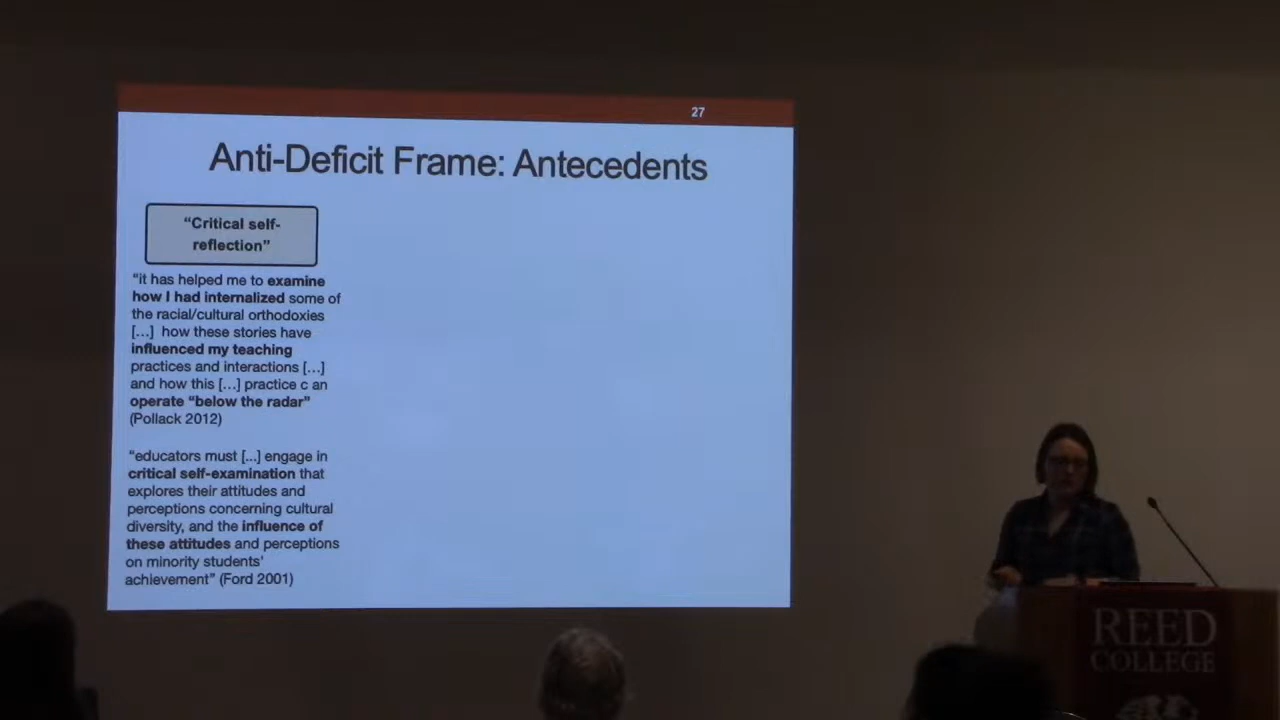 27
Anti-Deficit Frame: Antecedents
“Critical self-
reflection”
“it has helped me to examine
how I had internalized some of
the racial/cultural orthodoxies
[...] how these stories have
influenced my teaching
practices and interactions [...]
and how this [...] practice c an
operate “below the radar”
(Pollack 2012)
“educators must [...] engage in
critical self-examination that
explores their attitudes and
perceptions concerning cultural
diversity, and the influence of
these attitudes and perceptions
on minority students’
achievement” (Ford 2001)
REED
COLLEGE